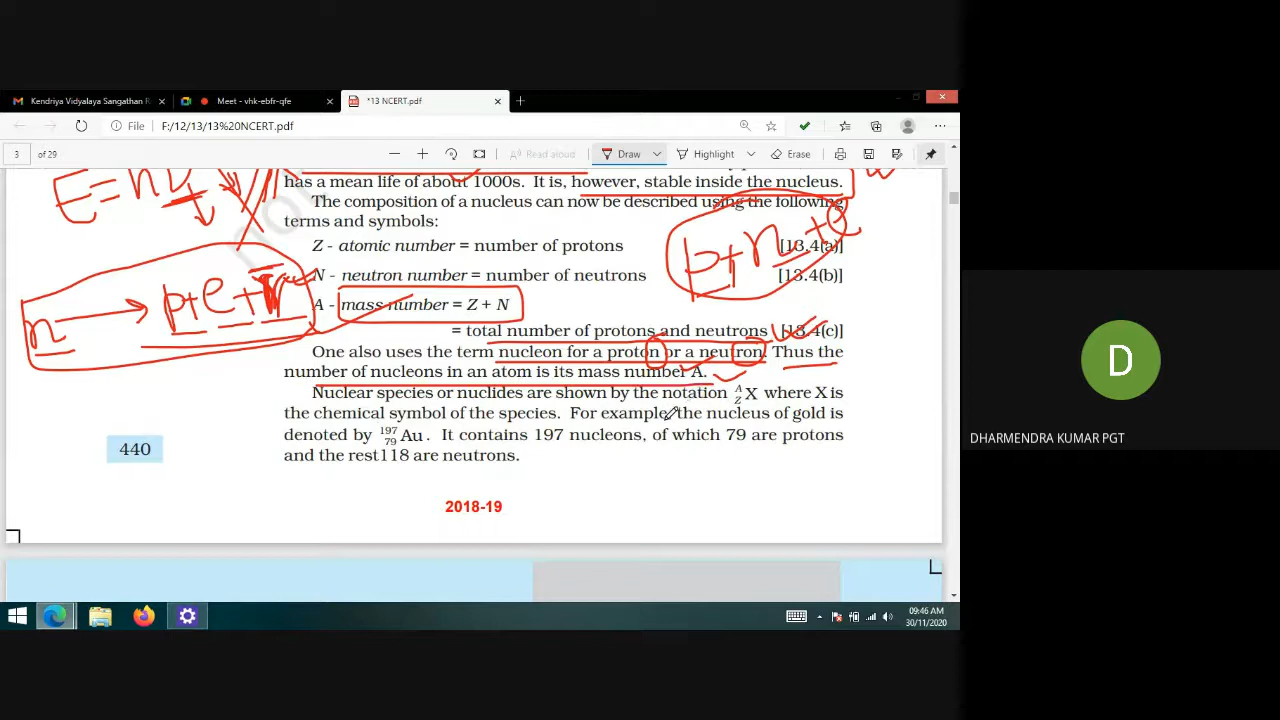 Kendriya Vidyalaya Sangathan R
Meet - vhk-ebfr-qfe
*13 NCERT.pdf
File F:/12/13/13%20NCERT.pdf
3 of 29 Read aloud Draw Highlight Erase
E = hν
has a mean life of about 1000s. It is, however, stable inside the nucleus.
The composition of a nucleus can now be described using the following
terms and symbols:
Z - atomic number = number of protons [13.4(a)]
p+n+e
N - neutron number = number of neutrons [13.4(b)]
n → p+e+
A - mass number = Z + N
= total number of protons and neutrons [13.4(c)]
One also uses the term nucleon for a proton or a neutron. Thus the
number of nucleons in an atom is its mass number A.
Nuclear species or nuclides are shown by the notation A Z X where X is
the chemical symbol of the species. For example, the nucleus of gold is
denoted by 197 79 Au. It contains 197 nucleons, of which 79 are protons
and the rest118 are neutrons.
440
2018-19
D
DHARMENDRA KUMAR PGT
09:46 AM
30/11/2020